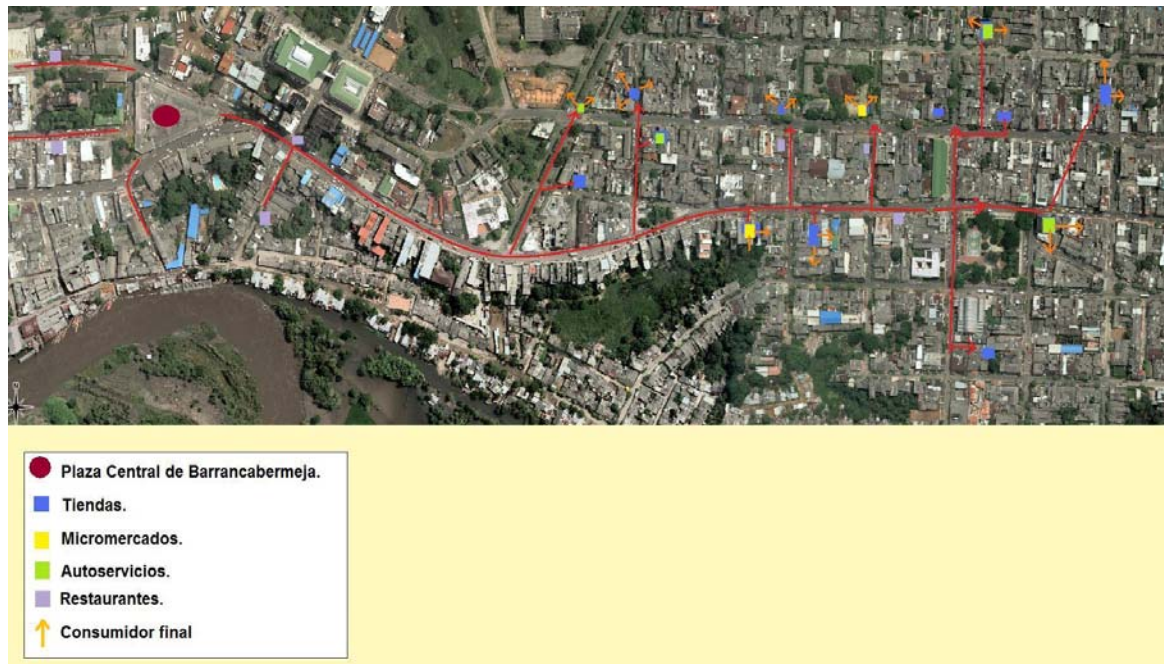 Plaza Central de Barrancabermeja.
Tiendas.
Micromercados.
Autoservicios.
Restaurantes.
Consumidor final